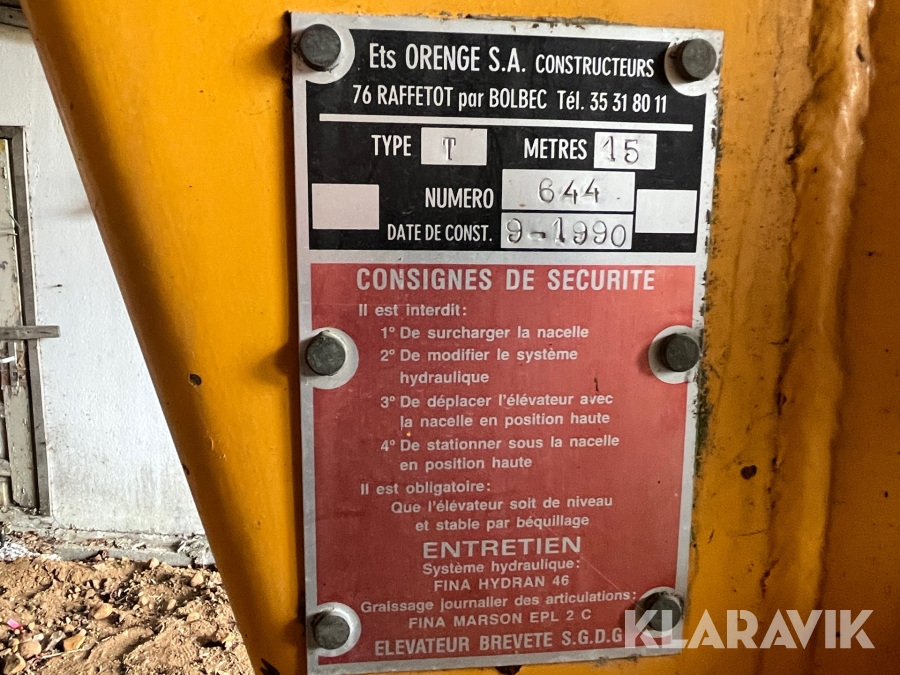 Ets ORENGE S.A. CONSTRUCTEURS
76 RAFFETOT par BOLBEC Tél. 35 31 80 11
TYPE T METRES 15
NUMERO 644
DATE DE CONST. 9-1990
CONSIGNES DE SECURITE
Il est interdit:
1° De surcharger la nacelle
2° De modifier le système
hydraulique
3° De déplacer l'élévateur avec
la nacelle en position haute
4° De stationner sous la nacelle
en position haute
Il est obligatoire:
Que l'élévateur soit de niveau
et stable par béquillage
ENTRETIEN
Système hydraulique:
FINA HYDRAN 46
Graissage journalier des articulations:
FINA MARSON EPL 2 C
ELEVATEUR BREVETE S.G.D.G
KLARAVIK